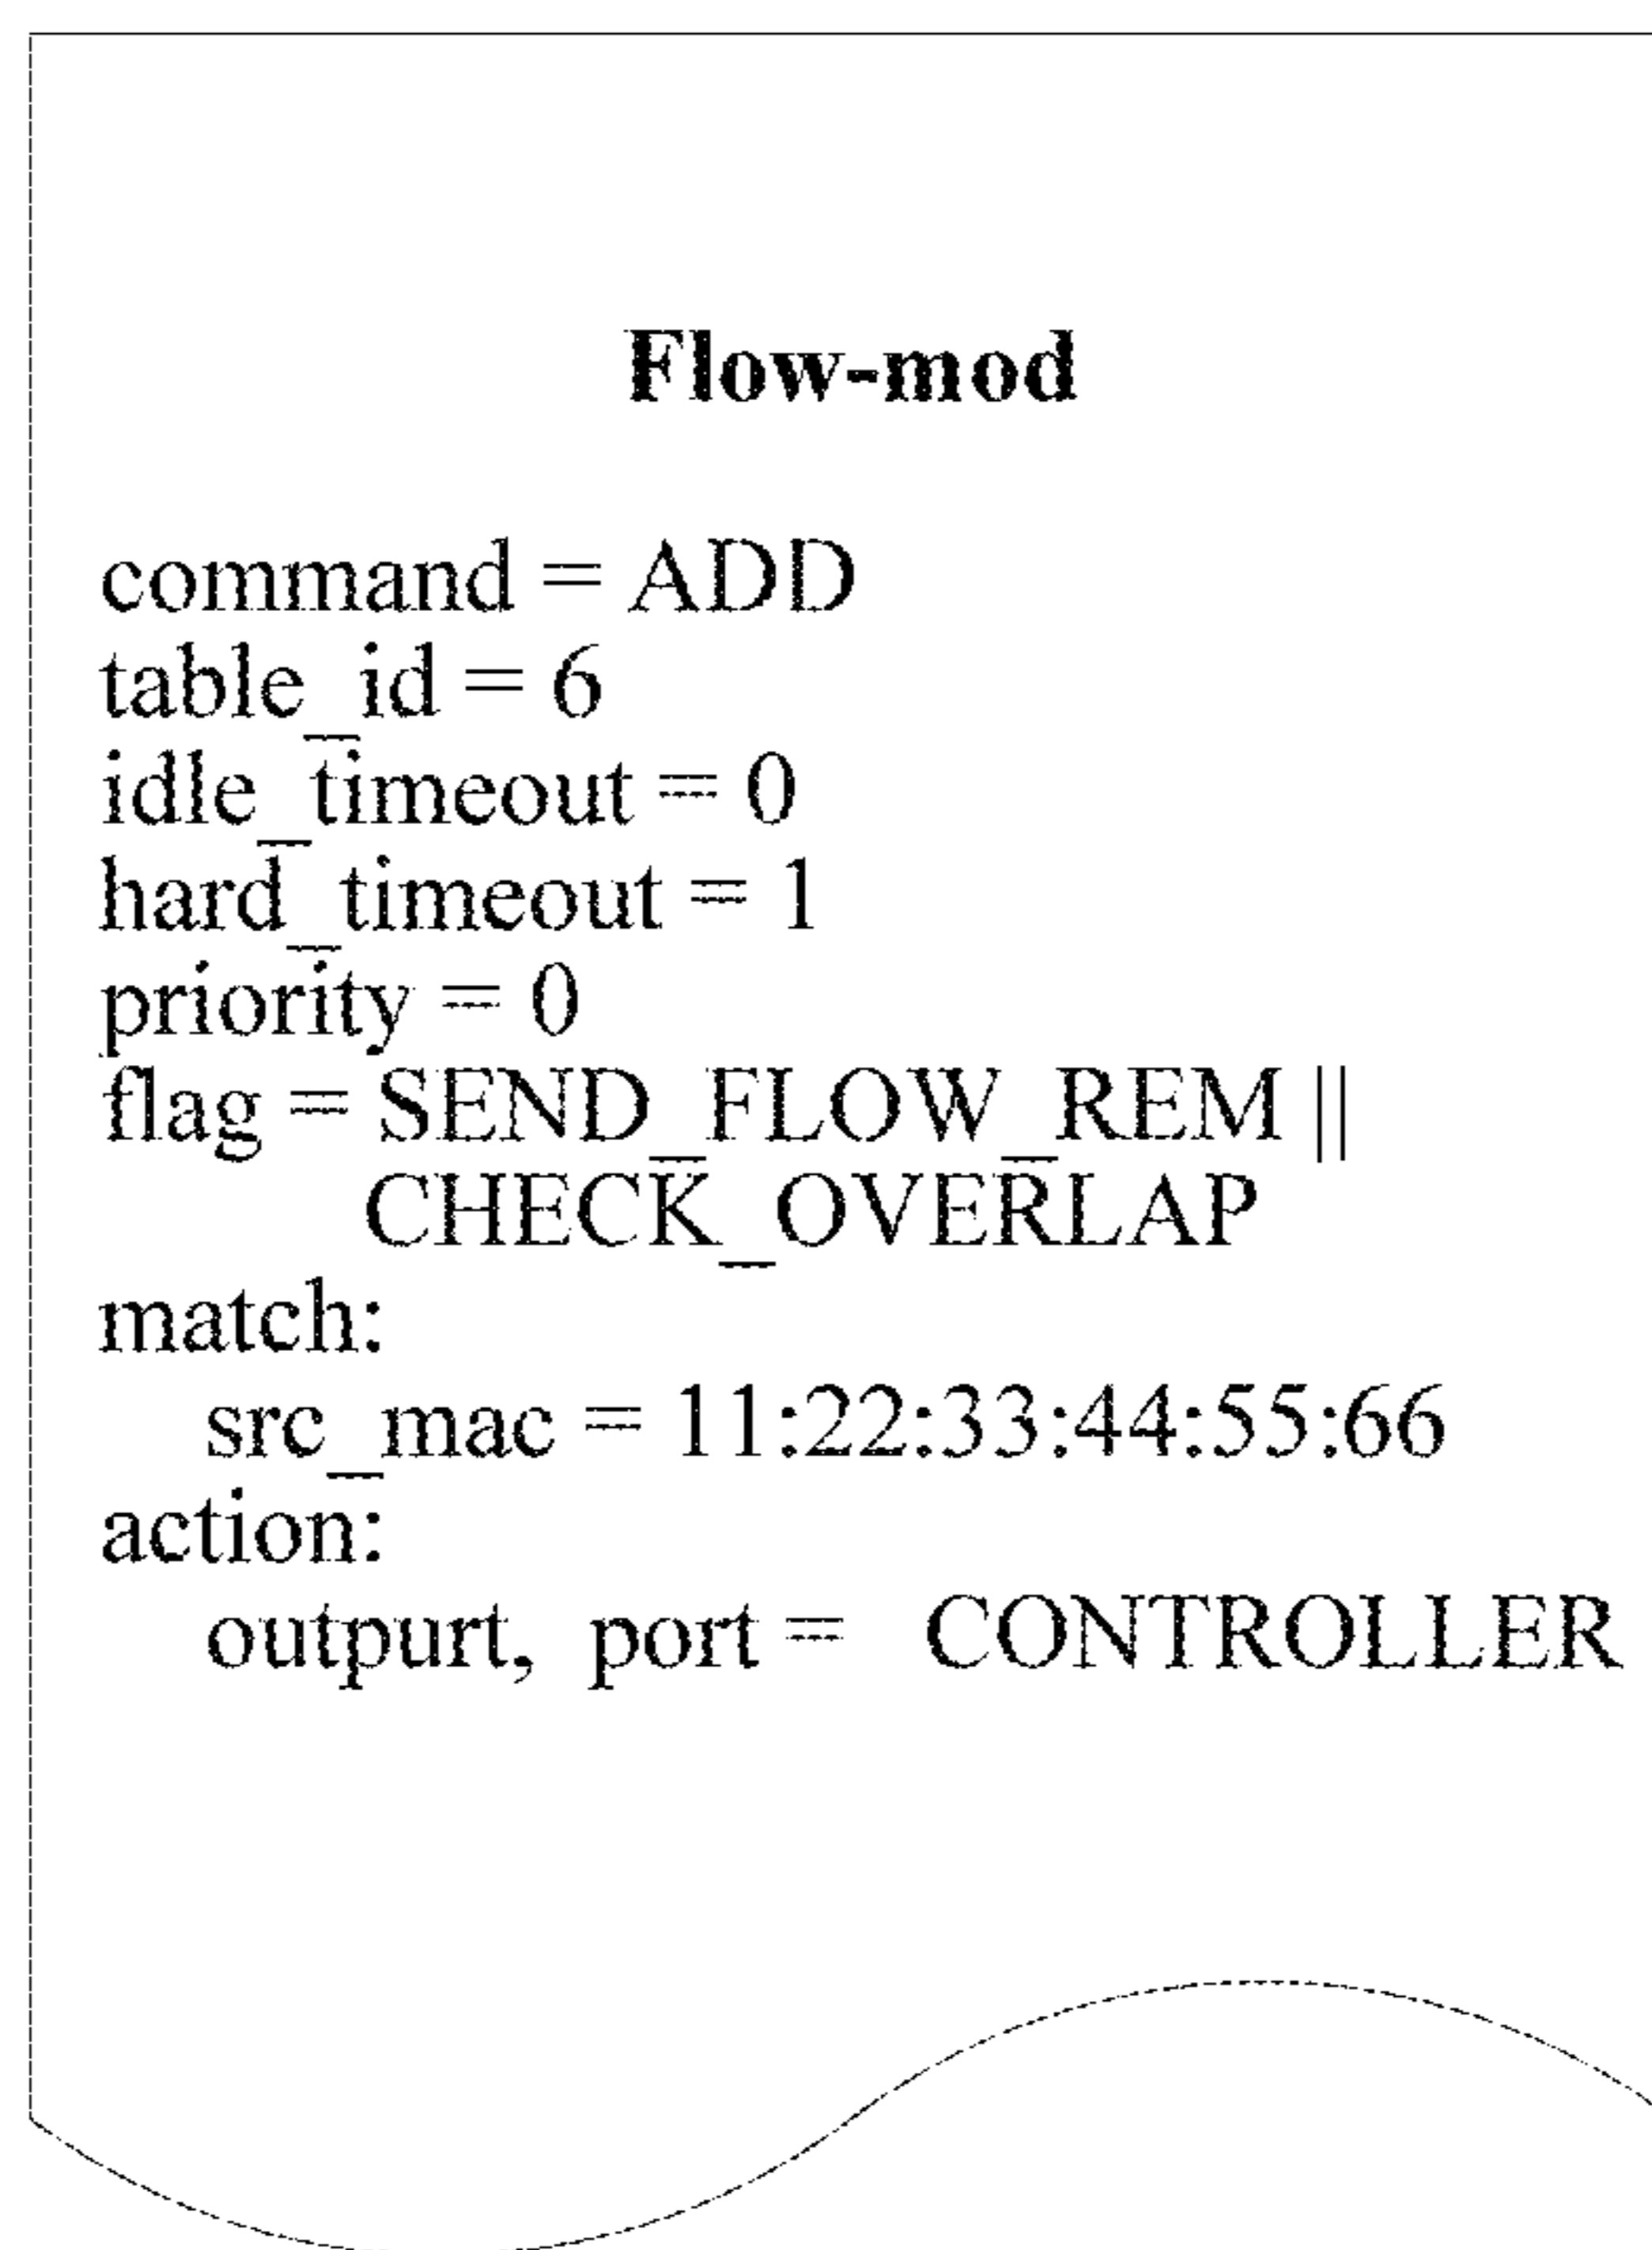 Flow-mod
command = ADD
table_id = 6
idle_timeout = 0
hard_timeout = 1
priority = 0
flag = SEND_FLOW_REM ||
CHECK_OVERLAP
match:
src_mac = 11:22:33:44:55:66
action:
outpurt, port = CONTROLLER